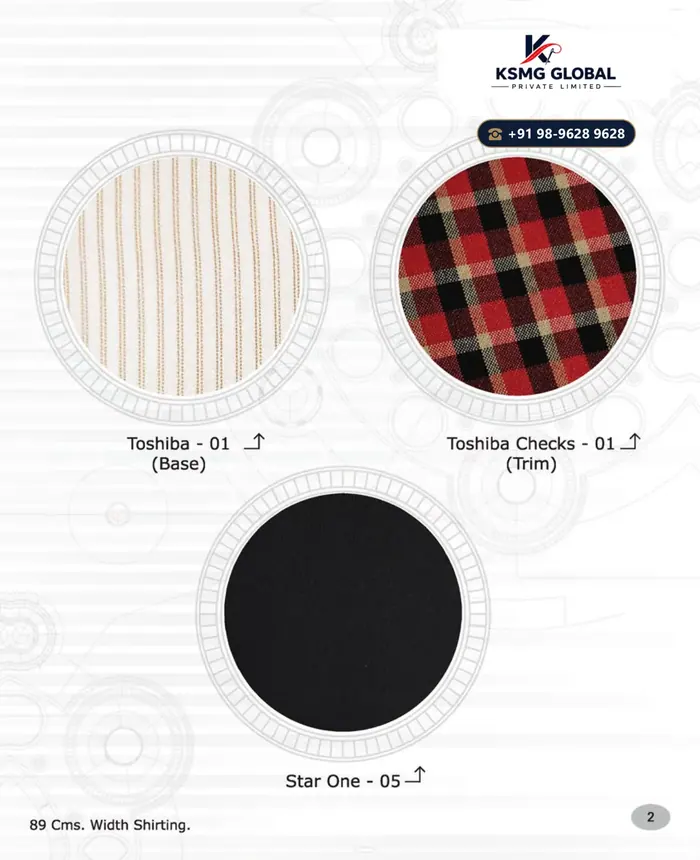 KSMG GLOBAL
PRIVATE LIMITED
+91 98-9628 9628
Toshiba - 01
(Base)
Toshiba Checks - 01
(Trim)
Star One - 05
89 Cms. Width Shirting.
2